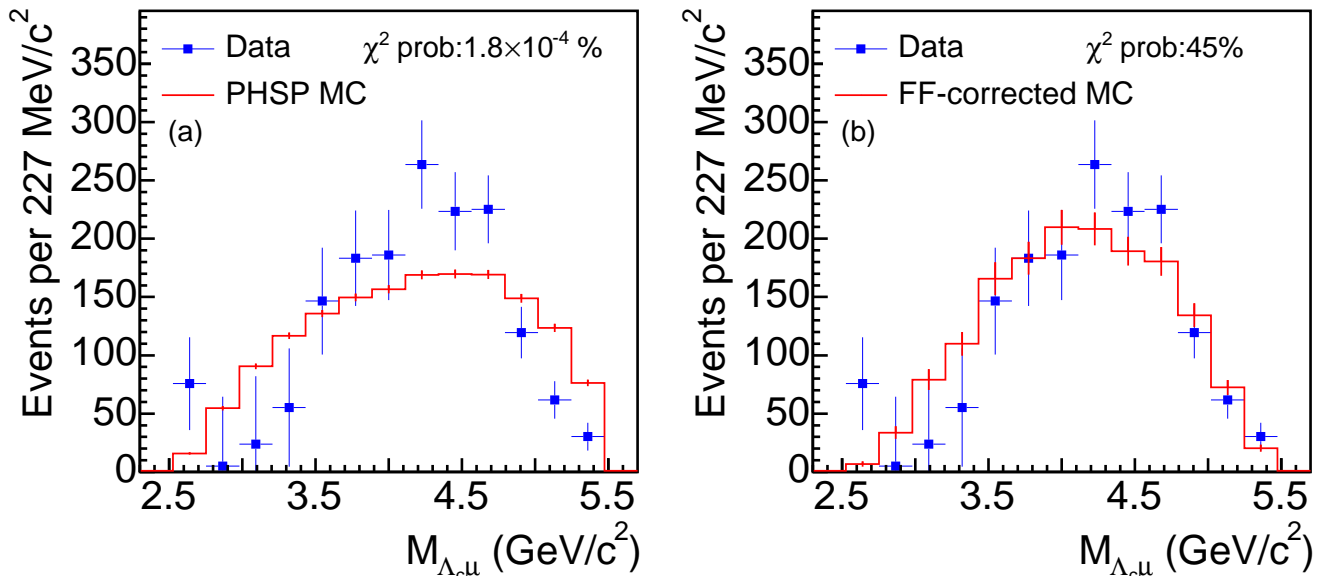 Events per 227 MeV/c²
350
300
250
200
150
100
50
0
Data
χ² prob:1.8×10⁻⁴ %
PHSP MC
(a)
2.5 3.5 4.5 5.5
M_Λcμ (GeV/c²)
Events per 227 MeV/c²
350
300
250
200
150
100
50
0
Data
χ² prob:45%
FF-corrected MC
(b)
2.5 3.5 4.5 5.5
M_Λcμ (GeV/c²)